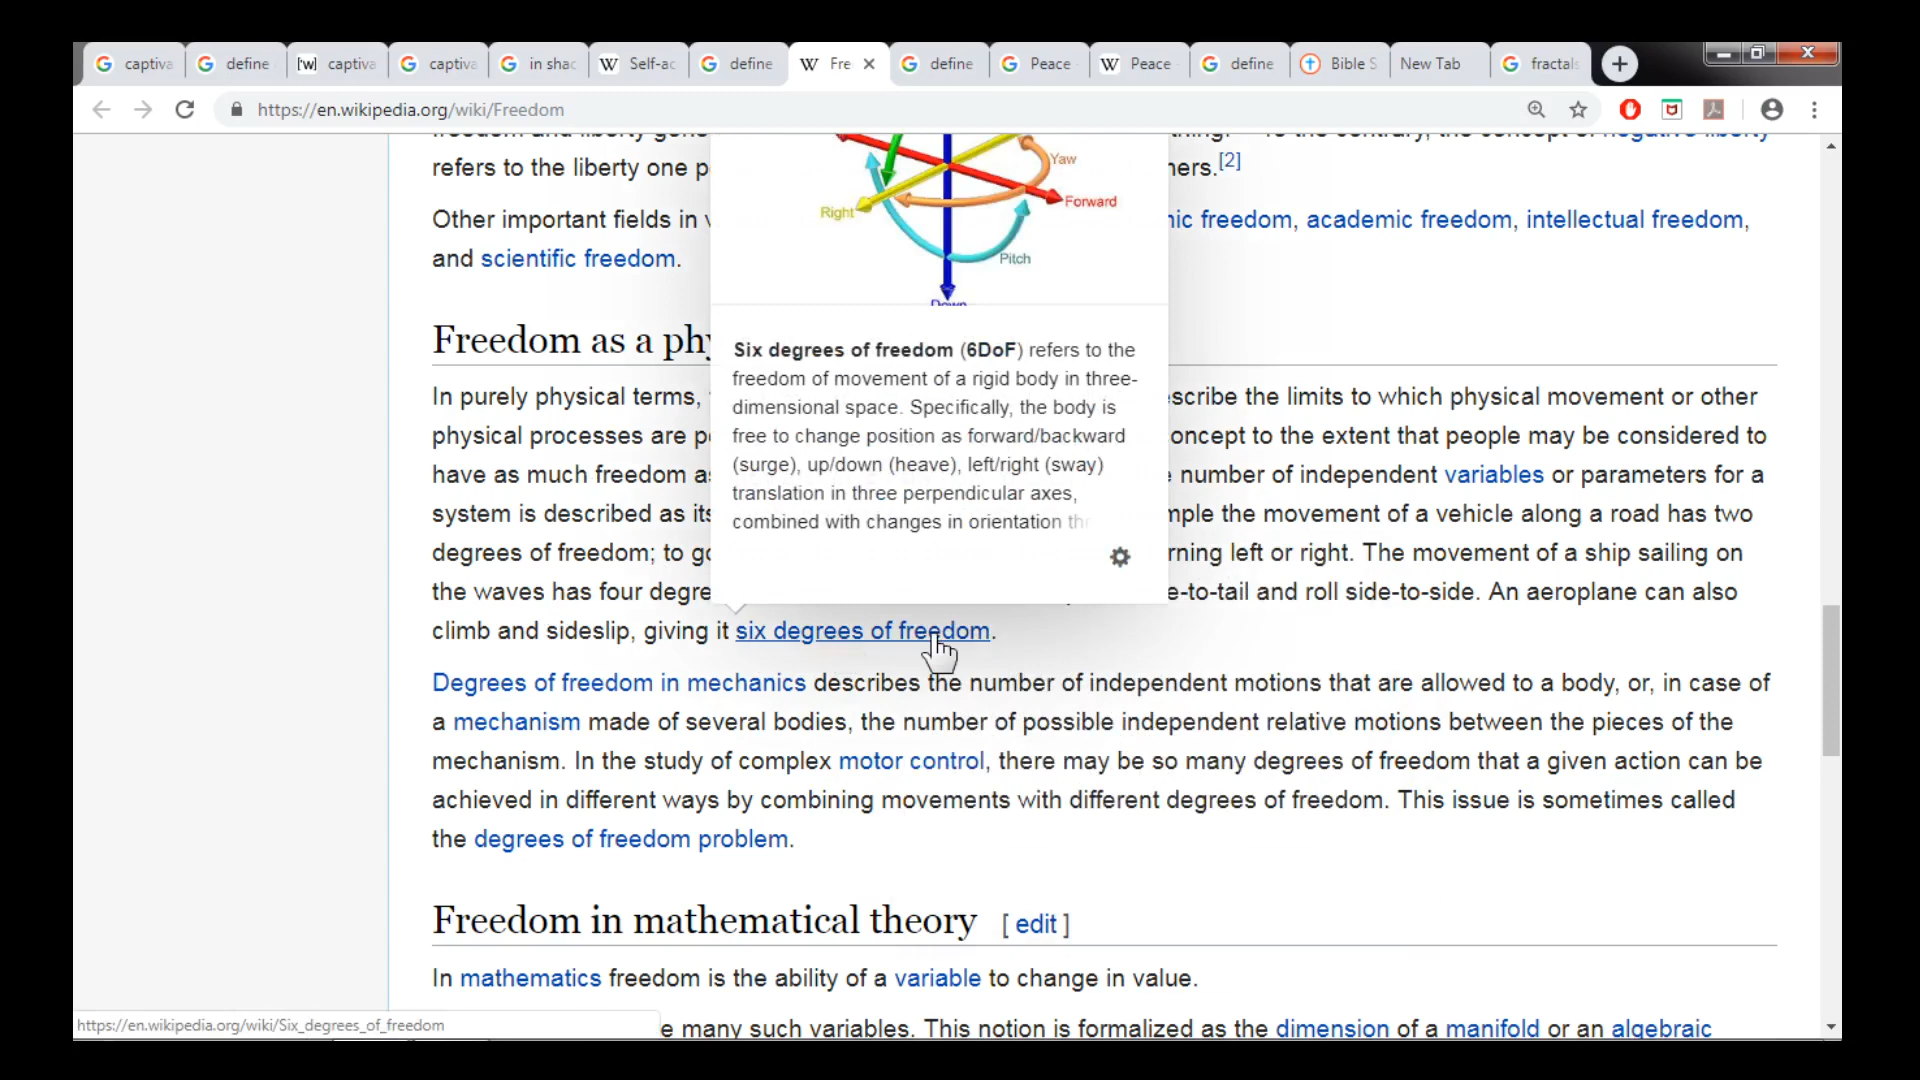 captiva define [w] captiva captiva in shac Self-ac define Fre define Peace Peace define Bible S New Tab fractals
https://en.wikipedia.org/wiki/Freedom
refers to the liberty one p hers.[2]
Other important fields in ic freedom, academic freedom, intellectual freedom,
and scientific freedom.
Yaw
Right
Forward
Pitch
Down
Freedom as a phy
Six degrees of freedom (6DoF) refers to the
freedom of movement of a rigid body in three-
dimensional space. Specifically, the body is
free to change position as forward/backward
(surge), up/down (heave), left/right (sway)
translation in three perpendicular axes,
combined with changes in orientation th
In purely physical terms, scribe the limits to which physical movement or other
physical processes are p oncept to the extent that people may be considered to
have as much freedom as number of independent variables or parameters for a
system is described as its mple the movement of a vehicle along a road has two
degrees of freedom; to go rning left or right. The movement of a ship sailing on
the waves has four degre e-to-tail and roll side-to-side. An aeroplane can also
climb and sideslip, giving it six degrees of freedom.
Degrees of freedom in mechanics describes the number of independent motions that are allowed to a body, or, in case of
a mechanism made of several bodies, the number of possible independent relative motions between the pieces of the
mechanism. In the study of complex motor control, there may be so many degrees of freedom that a given action can be
achieved in different ways by combining movements with different degrees of freedom. This issue is sometimes called
the degrees of freedom problem.
Freedom in mathematical theory [ edit ]
In mathematics freedom is the ability of a variable to change in value.
https://en.wikipedia.org/wiki/Six_degrees_of_freedom
e many such variables. This notion is formalized as the dimension of a manifold or an algebraic